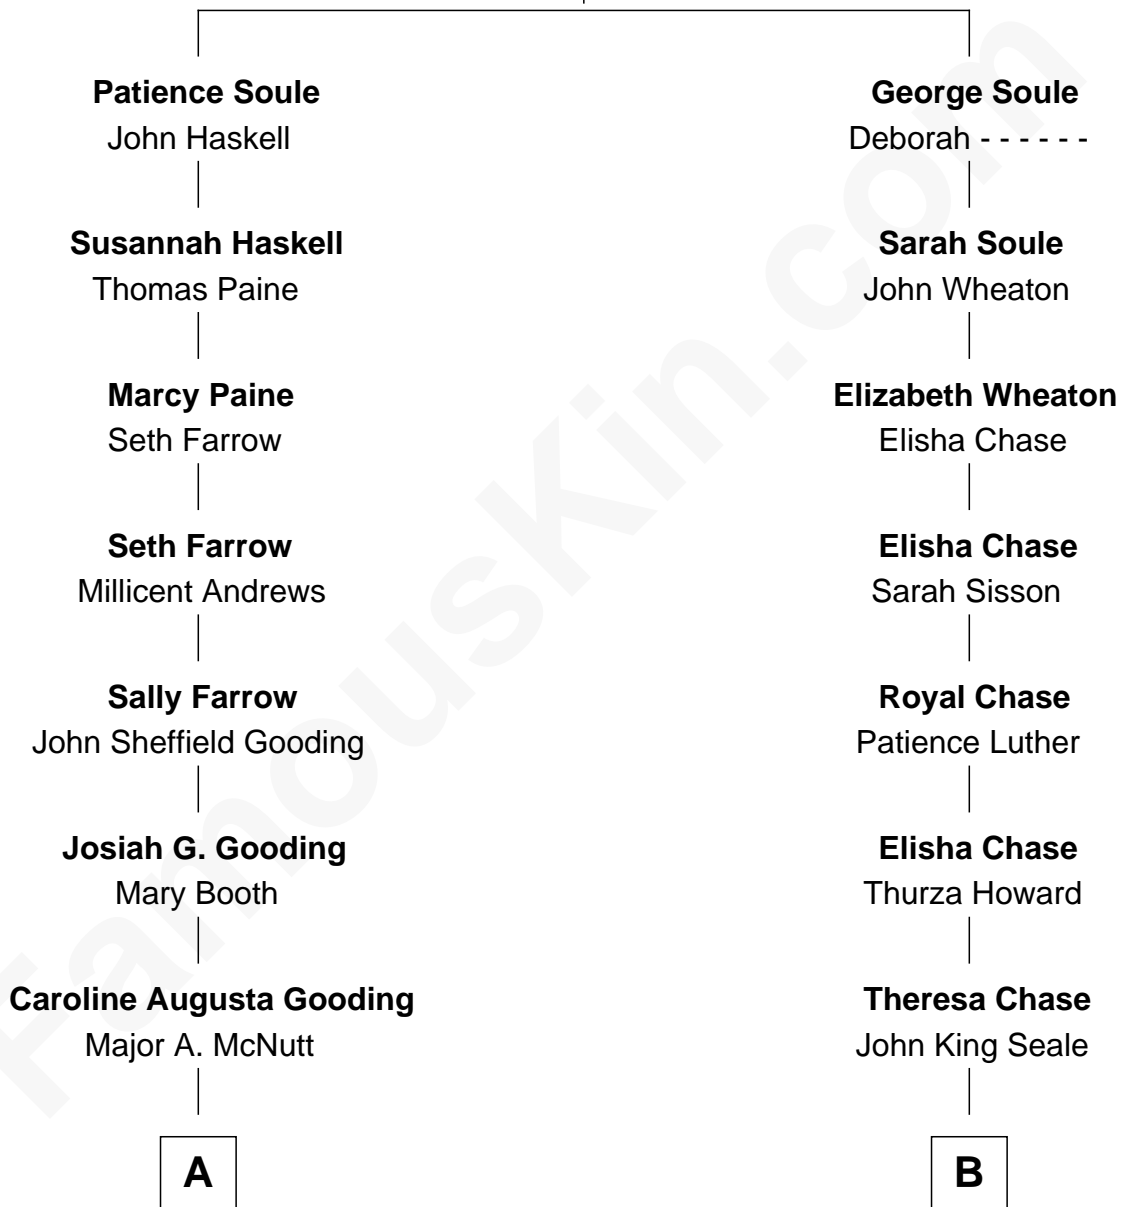 Patience Soule
John Haskell
Susannah Haskell
Thomas Paine
Marcy Paine
Seth Farrow
Seth Farrow
Millicent Andrews
Sally Farrow
John Sheffield Gooding
Josiah G. Gooding
Mary Booth
Caroline Augusta Gooding
Major A. McNutt
A
George Soule
Deborah - - - - - -
Sarah Soule
John Wheaton
Elizabeth Wheaton
Elisha Chase
Elisha Chase
Sarah Sisson
Royal Chase
Patience Luther
Elisha Chase
Thurza Howard
Theresa Chase
John King Seale
B
FamousKin.com